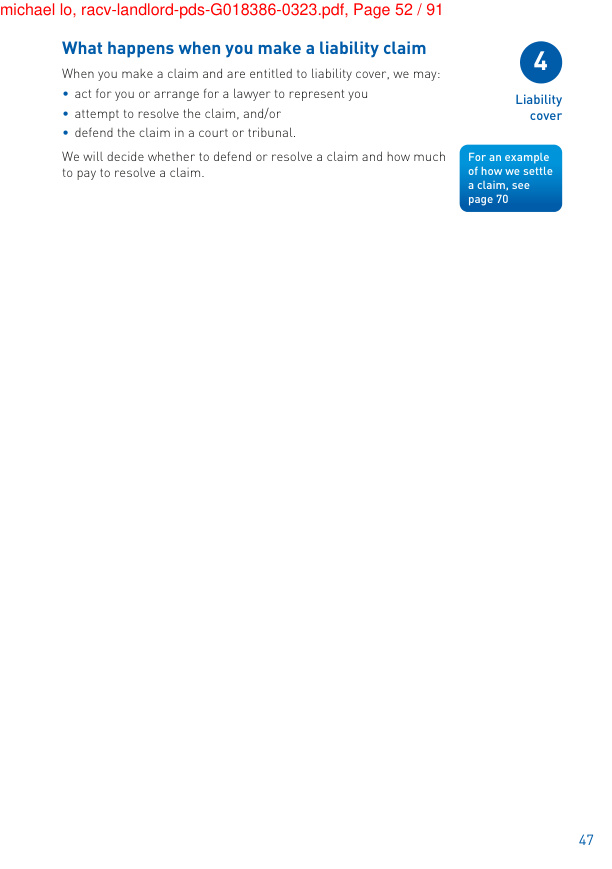 michael lo, racv-landlord-pds-G018386-0323.pdf, Page 52 / 91
What happens when you make a liability claim
When you make a claim and are entitled to liability cover, we may:
• act for you or arrange for a lawyer to represent you
• attempt to resolve the claim, and/or
• defend the claim in a court or tribunal.
We will decide whether to defend or resolve a claim and how much
to pay to resolve a claim.
4
Liability
cover
For an example
of how we settle
a claim, see
page 70
47